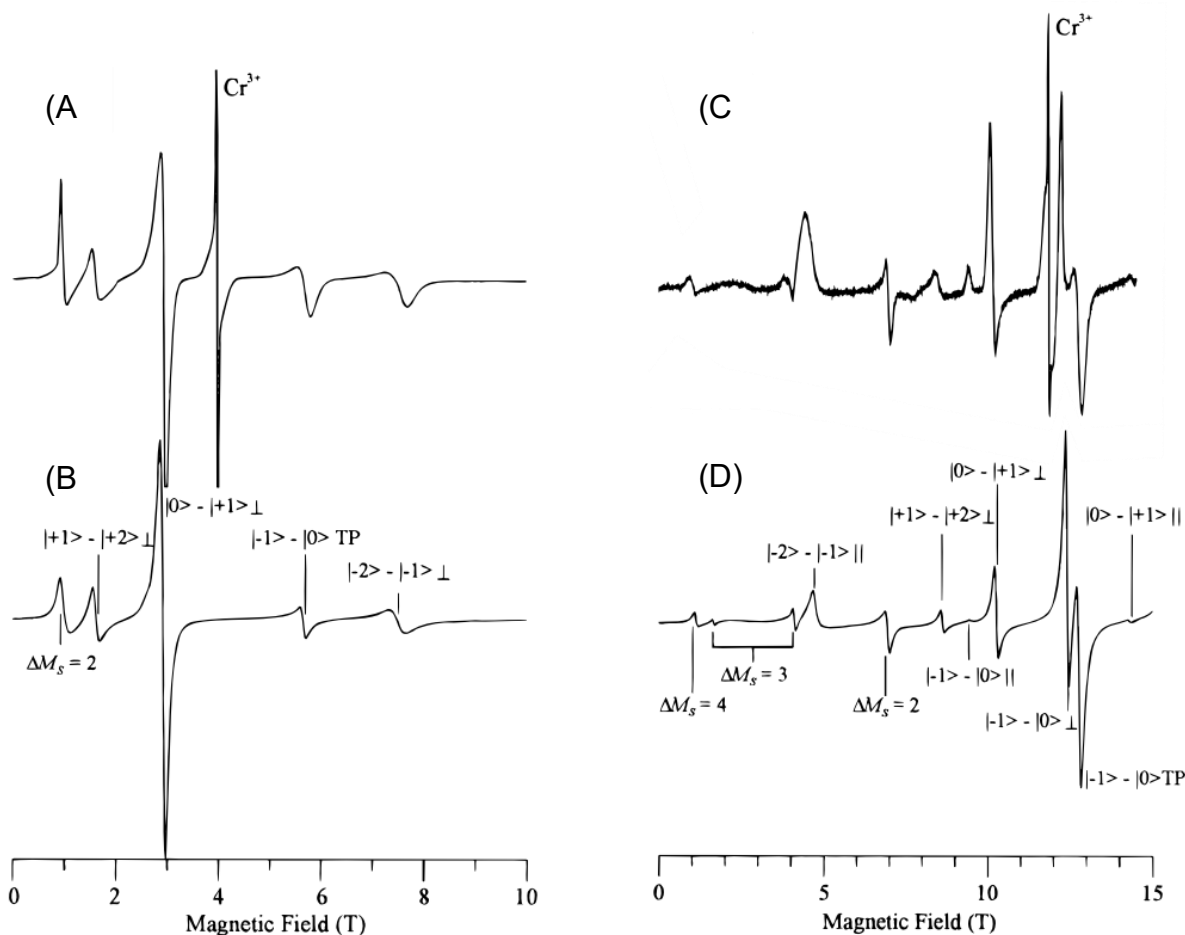 (A
Cr³⁺
(B)
|0> - |+1> ⊥
|+1> - |+2> ⊥
|-1> - |0> TP
|-2> - |-1> ⊥
ΔMₛ = 2
0 2 4 6 8 10
Magnetic Field (T)
(C)
Cr³⁺
(D)
|0> - |+1> ⊥
|+1> - |+2> ⊥
|0> - |+1> ||
|-2> - |-1> ||
|-1> - |0> ||
ΔMₛ = 3
ΔMₛ = 4
ΔMₛ = 2
|-1> - |0> ⊥
|-1> - |0> TP
0 5 10 15
Magnetic Field (T)